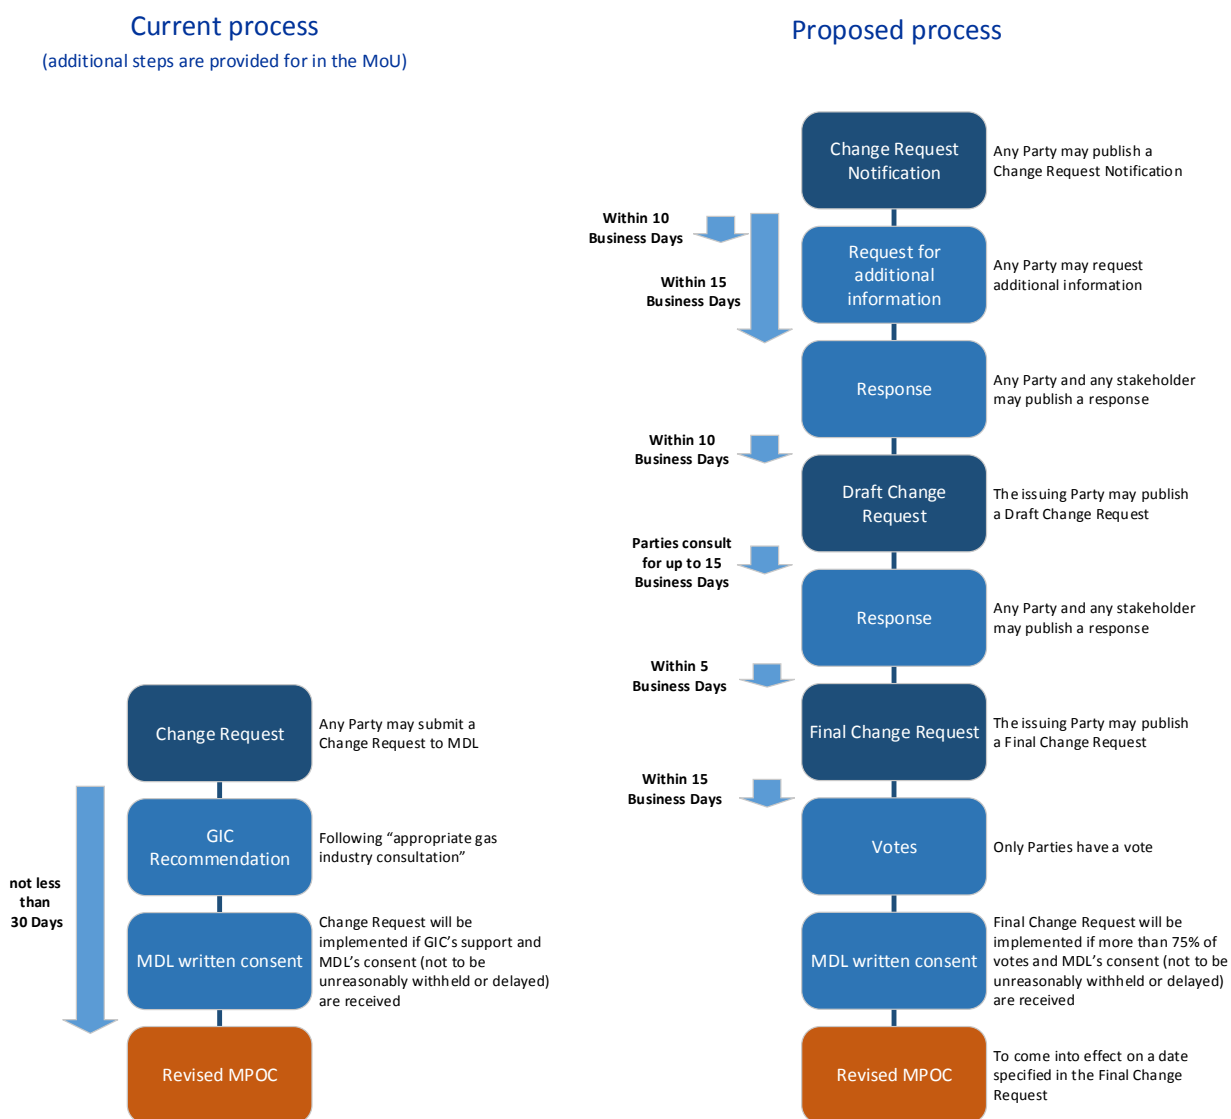 Current process
(additional steps are provided for in the MoU)
Change Request
Any Party may submit a
Change Request to MDL
not less
than
30 Days
GIC
Recommendation
Following “appropriate gas
industry consultation”
MDL written consent
Change Request will be
implemented if GIC’s support and
MDL’s consent (not to be
unreasonably withheld or delayed)
are received
Revised MPOC
Proposed process
Change Request
Notification
Any Party may publish a
Change Request Notification
Within 10
Business Days
Within 15
Business Days
Request for
additional
information
Any Party may request
additional information
Response
Any Party and any stakeholder
may publish a response
Within 10
Business Days
Draft Change
Request
The issuing Party may publish
a Draft Change Request
Parties consult
for up to 15
Business Days
Response
Any Party and any stakeholder
may publish a response
Within 5
Business Days
Final Change Request
The issuing Party may publish
a Final Change Request
Within 15
Business Days
Votes
Only Parties have a vote
MDL written consent
Final Change Request will be
implemented if more than 75% of
votes and MDL’s consent (not to be
unreasonably withheld or delayed)
are received
Revised MPOC
To come into effect on a date
specified in the Final Change
Request